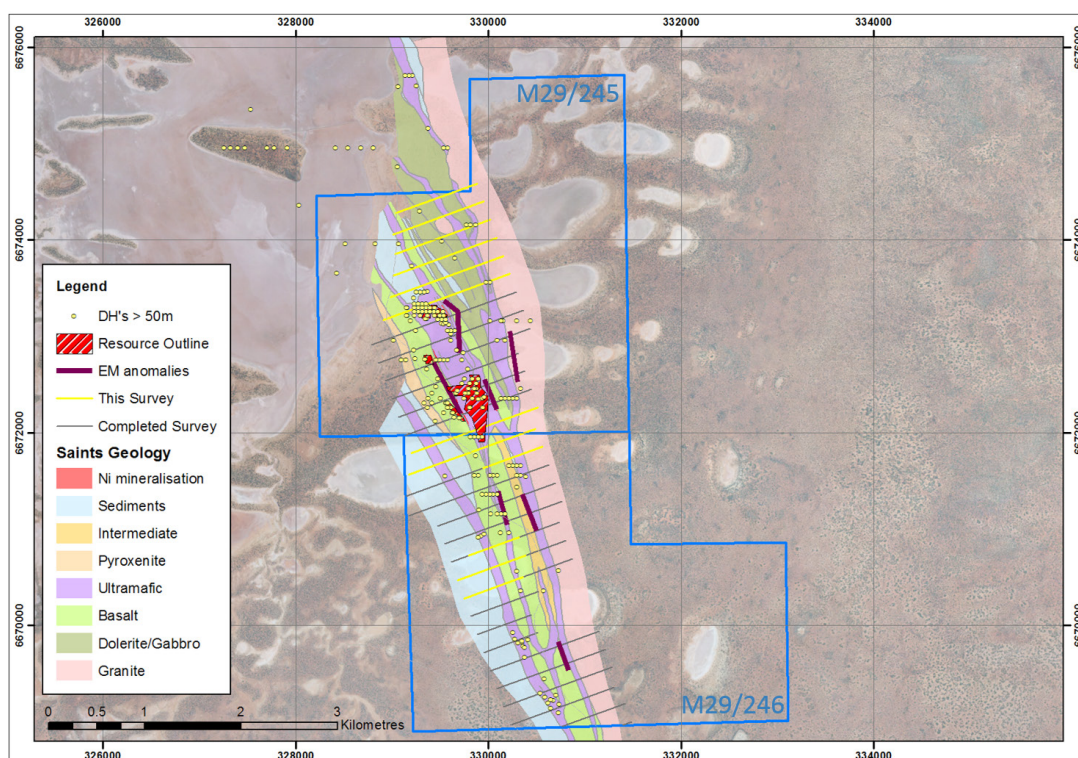 326000 328000 330000 332000 334000
6676000 6676000
M29/245
6674000 6674000
Legend
DH's > 50m
Resource Outline
EM anomalies
This Survey
Completed Survey
Saints Geology
Ni mineralisation
Sediments
Intermediate
Pyroxenite
Ultramafic
Basalt
Dolerite/Gabbro
Granite
6672000
6670000
0 0.5 1 2 3
Kilometres
M29/246
326000 328000 330000 332000 334000